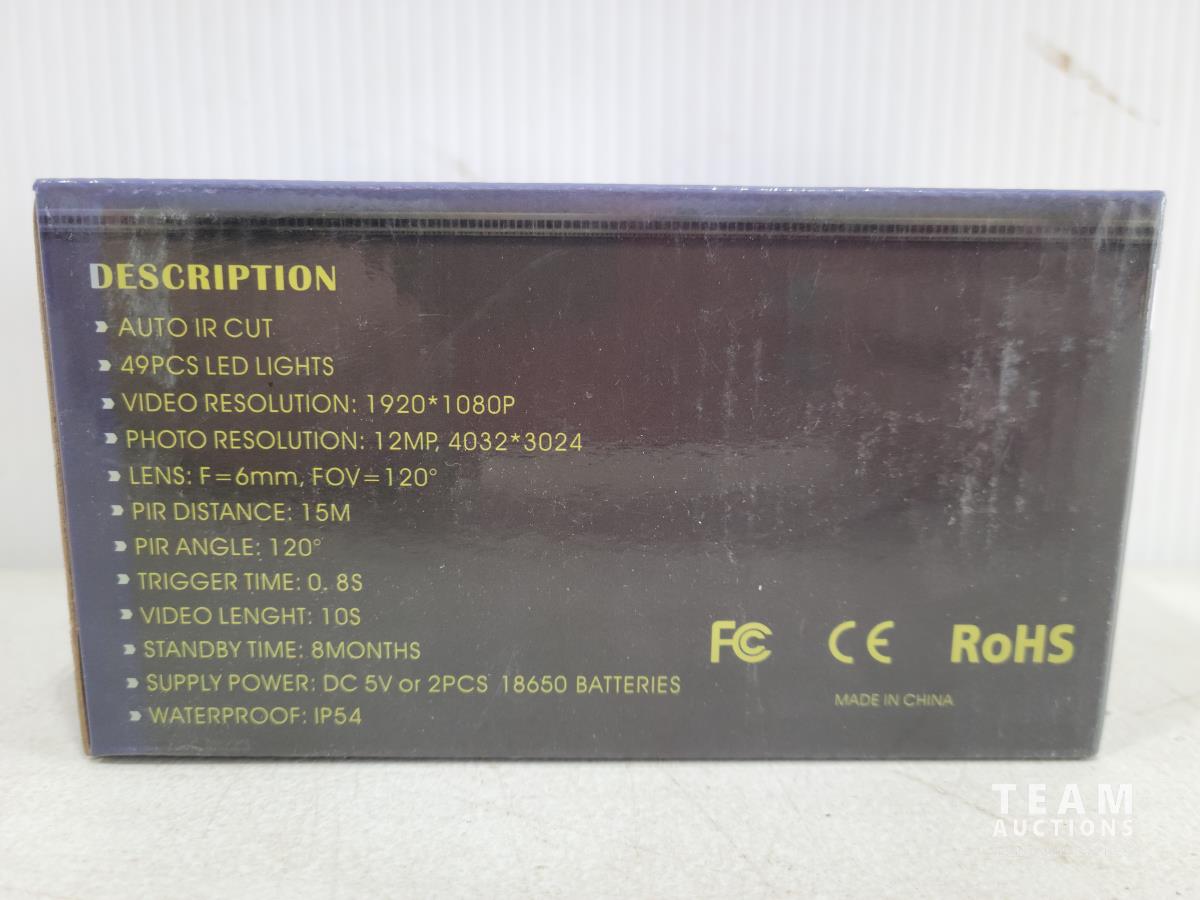 DESCRIPTION
AUTO IR CUT
49PCS LED LIGHTS
VIDEO RESOLUTION: 1920*1080P
PHOTO RESOLUTION: 12MP, 4032*3024
LENS: F=6mm, FOV=120°
PIR DISTANCE: 15M
PIR ANGLE: 120°
TRIGGER TIME: 0. 8S
VIDEO LENGHT: 10S
STANDBY TIME: 8MONTHS
SUPPLY POWER: DC 5V or 2PCS 18650 BATTERIES
WATERPROOF: IP54
FC CE RoHS
MADE IN CHINA
TEAM
AUCTIONS